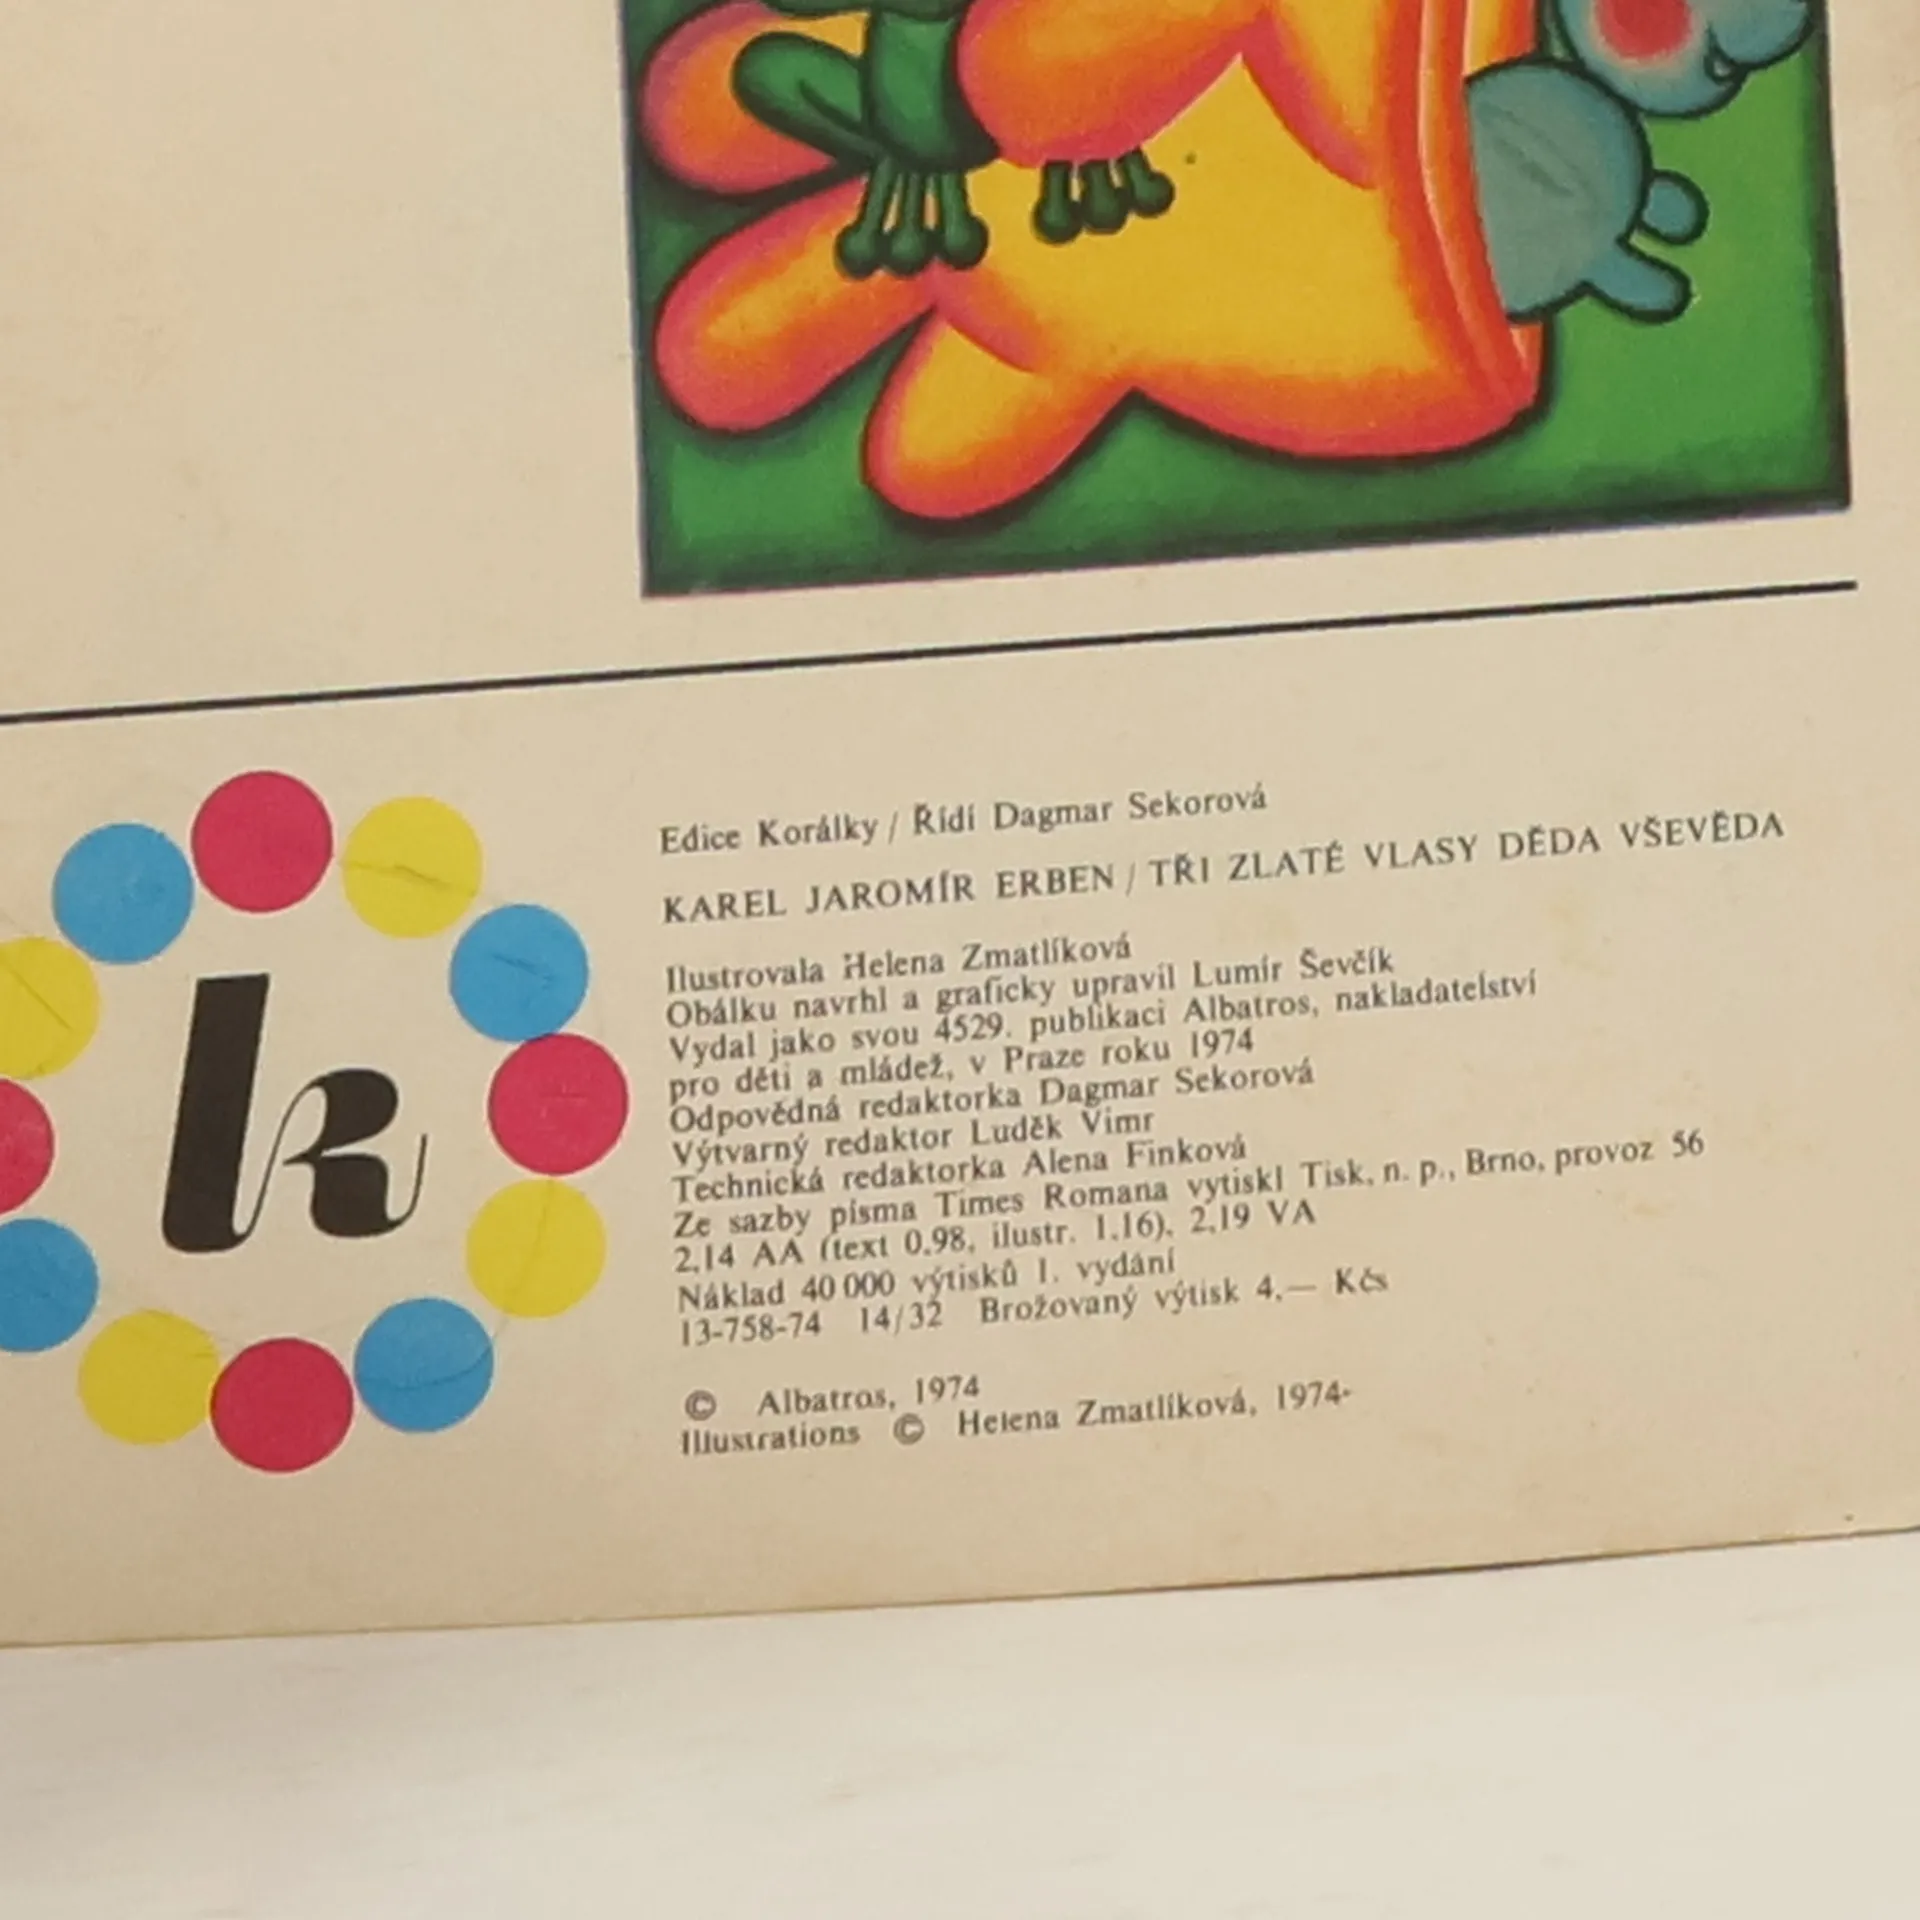 k
Edice Korálky / Řídí Dagmar Sekorová
KAREL JAROMÍR ERBEN / TŘI ZLATÉ VLASY DĚDA VŠEVĚDA
Ilustrovala Helena Zmatlíková
Obálku navrhl a graficky upravil Lumír Ševčík
Vydal jako svou 4529. publikaci Albatros, nakladatelství
pro děti a mládež, v Praze roku 1974
Odpovědná redaktorka Dagmar Sekorová
Výtvarný redaktor Luděk Vimr
Technická redaktorka Alena Finková
Ze sazby písma Times Romana vytiskl Tisk, n. p., Brno, provoz 56
2,14 AA (text 0,98, ilustr. 1,16), 2,19 VA
Náklad 40 000 výtisků 1. vydání
13-758-74 14/32 Brožovaný výtisk 4,— Kčs
© Albatros, 1974
Illustrations © Helena Zmatlíková, 1974